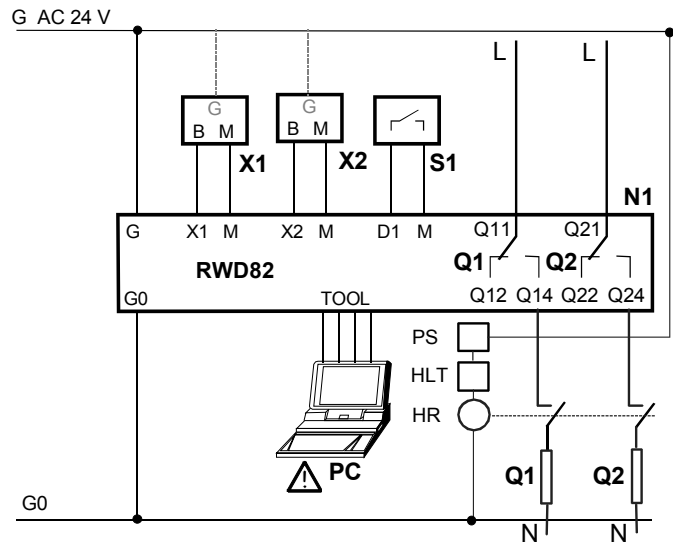 G AC 24 V
L L
G G
B M B M
X1 X2 S1
N1
G X1 M X2 M D1 M Q11 Q21
RWD82 Q1 Q2
G0 TOOL Q12 Q14 Q22 Q24
PS
HLT
HR
PC
Q1 Q2
G0
N N